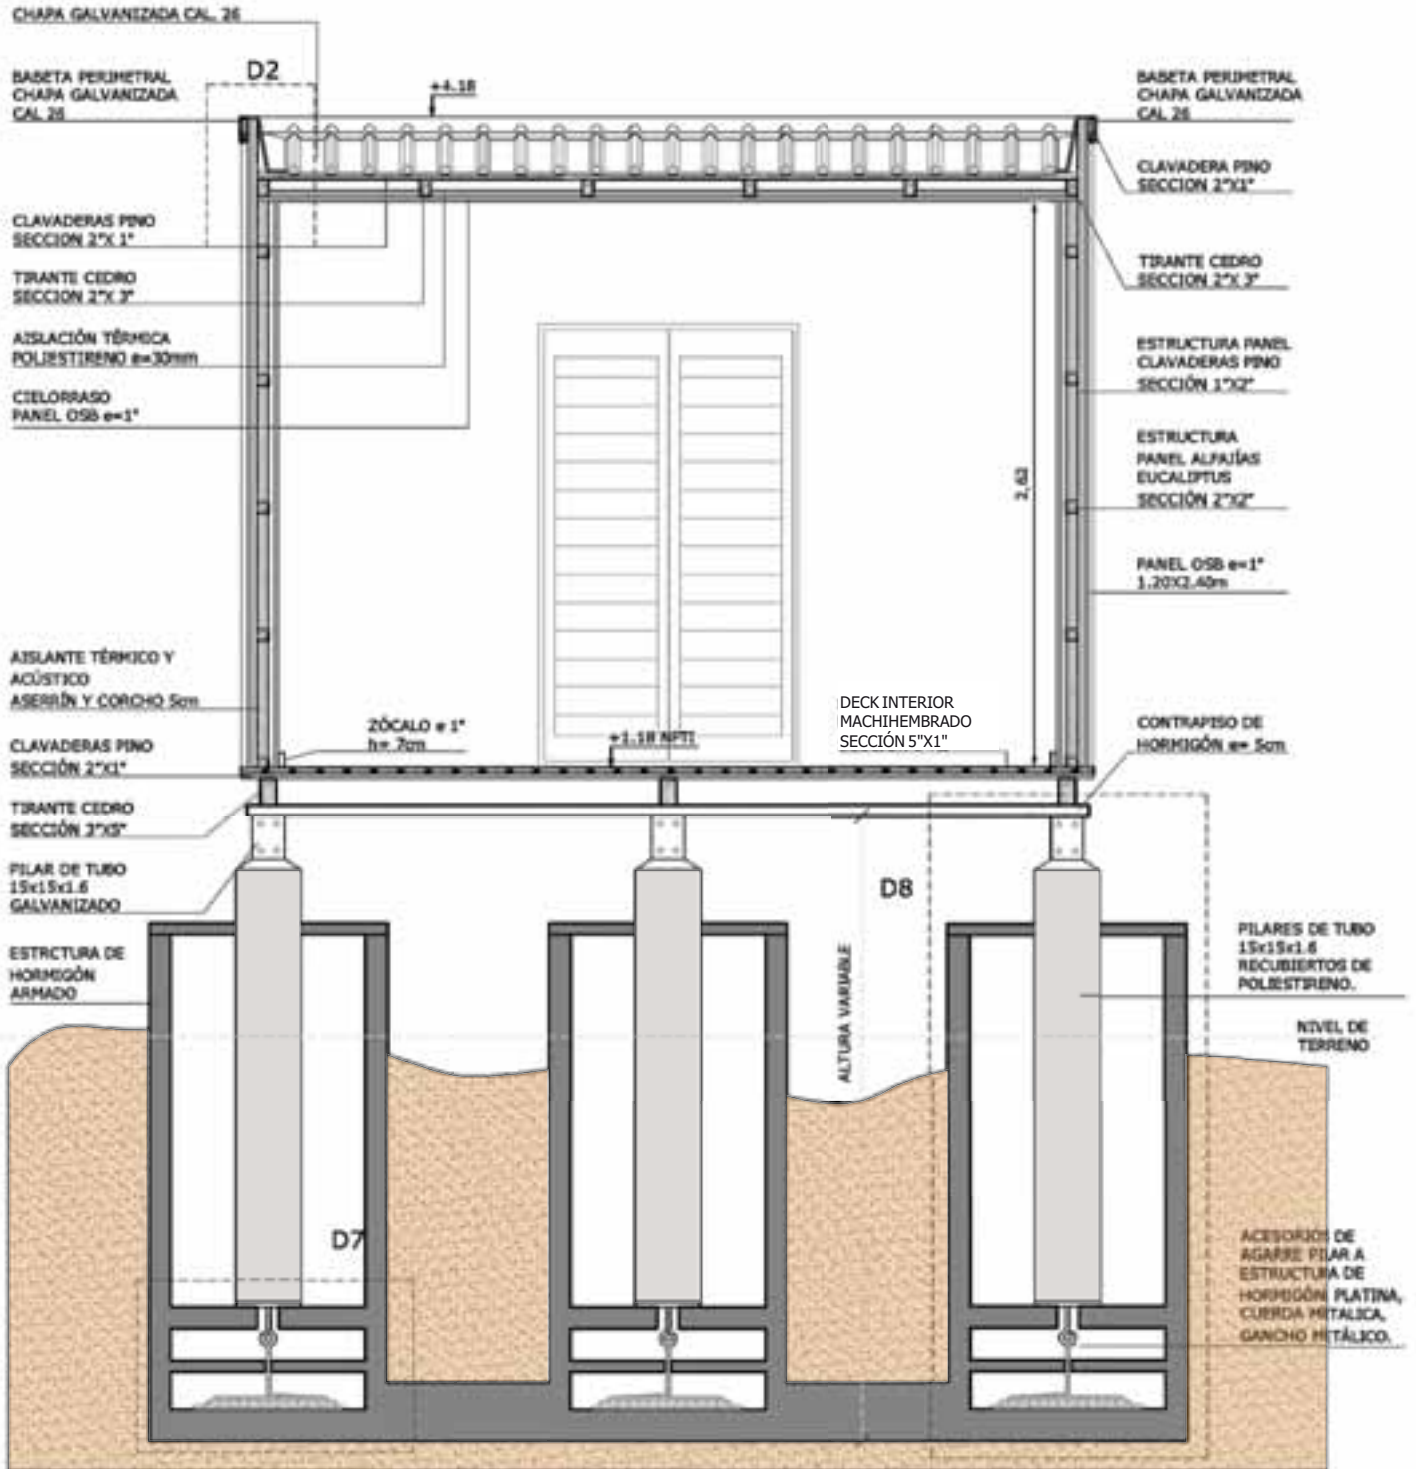 CHAPA GALVANIZADA CAL. 26
BABETA PERIMETRAL
CHAPA GALVANIZADA
CAL 26
D2
+4.18
CLAVADERAS PINO
SECCION 2"X 1"
TIRANTE CEDRO
SECCION 2"X 3"
AISLACIÓN TÉRMICA
POLIESTIRENO e=30mm
CIELORRASO
PANEL OSB e=1"
AISLANTE TÉRMICO Y
ACÚSTICO
ASERRÍN Y CORCHO 5cm
CLAVADERAS PINO
SECCIÓN 2"X1"
TIRANTE CEDRO
SECCIÓN 3"X5"
PILAR DE TUBO
15x15x1.6
GALVANIZADO
ESTRCTURA DE
HORMIGÓN
ARMADO
ZÓCALO e 1"
h= 7cm
+1.18 NPTI
2,62
DECK INTERIOR
MACHIHEMBRADO
SECCIÓN 5"X1"
BABETA PERIMETRAL
CHAPA GALVANIZADA
CAL 26
CLAVADERA PINO
SECCION 2"X1"
TIRANTE CEDRO
SECCIÓN 2"X 3"
ESTRUCTURA PANEL
CLAVADERAS PINO
SECCIÓN 1"X2"
ESTRUCTURA
PANEL ALFAJÍAS
EUCALIPTUS
SECCIÓN 2"X2"
PANEL OSB e=1"
1.20X2.40m
CONTRAPISO DE
HORMIGÓN e= 5cm
D8
ALTURA VARIABLE
PILARES DE TUBO
15x15x1.6
RECUBIERTOS DE
POLIESTIRENO.
NIVEL DE
TERRENO
D7
ACESORIOS DE
AGARRE PILAR A
ESTRUCTURA DE
HORMIGÓN PLATINA,
CUERDA METALICA,
GANCHO METÁLICO.